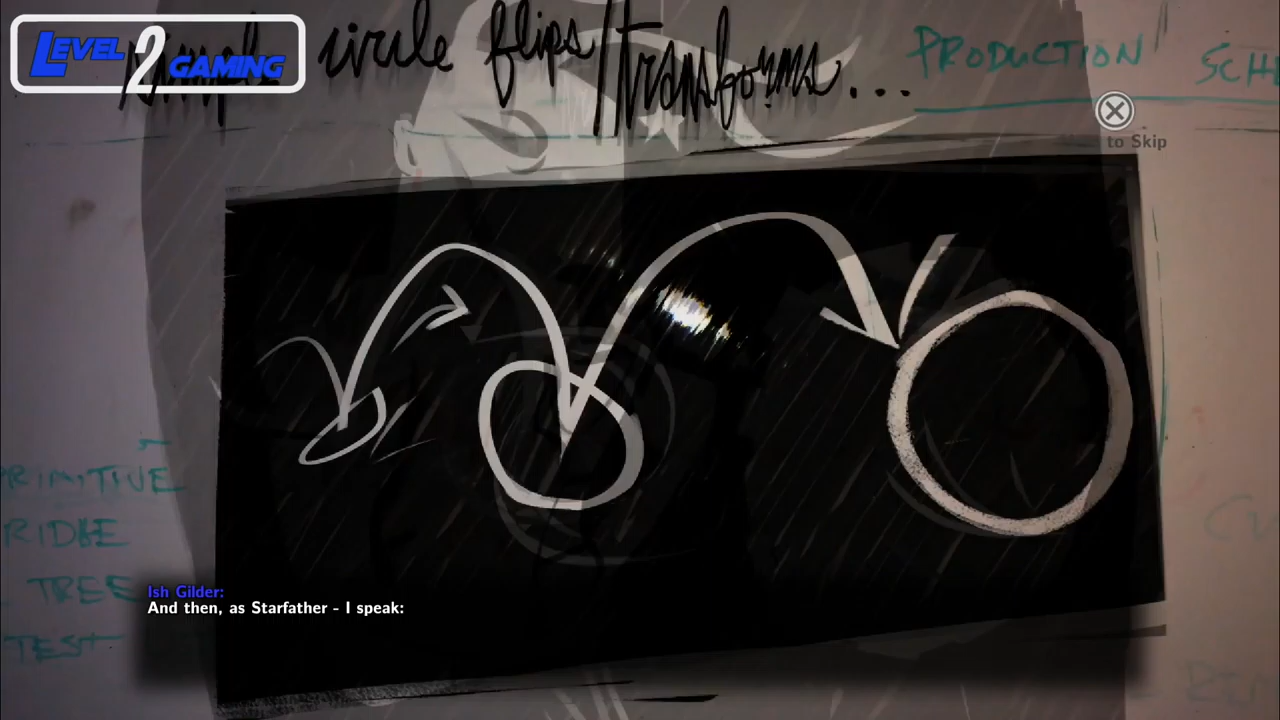 LEVEL 2 GAMING
simple circle flips/transforms...
PRODUCTION
to Skip
PRIMITIVE
TREE
TEST
Ish Gilder:
And then, as Starfather - I speak: